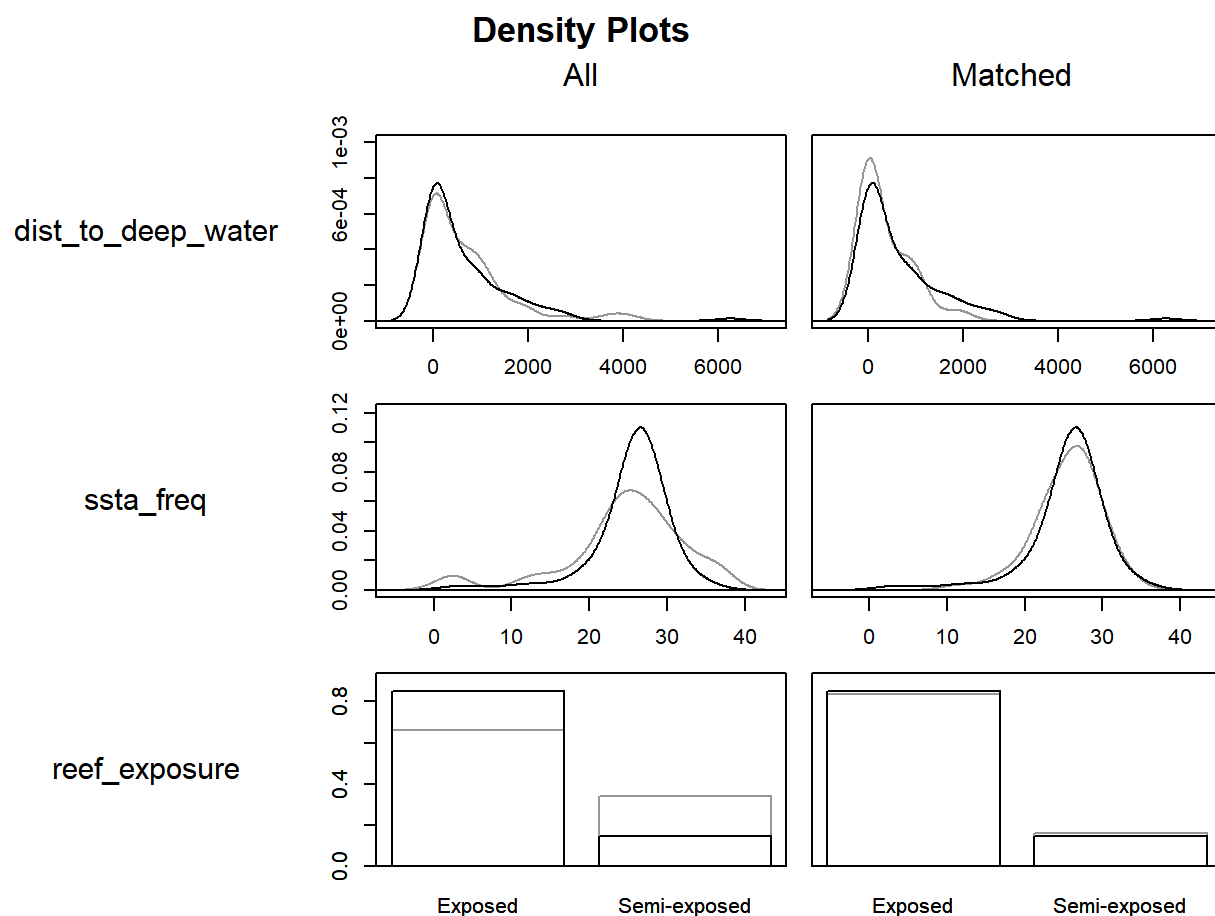 Density Plots
All
Matched
dist_to_deep_water
0e+00
6e-04
1e-03
0 2000 4000 6000
0 2000 4000 6000
ssta_freq
0.00 0.04 0.08 0.12
0 10 20 30 40
0 10 20 30 40
reef_exposure
0.0 0.4 0.8
Exposed Semi-exposed
Exposed Semi-exposed